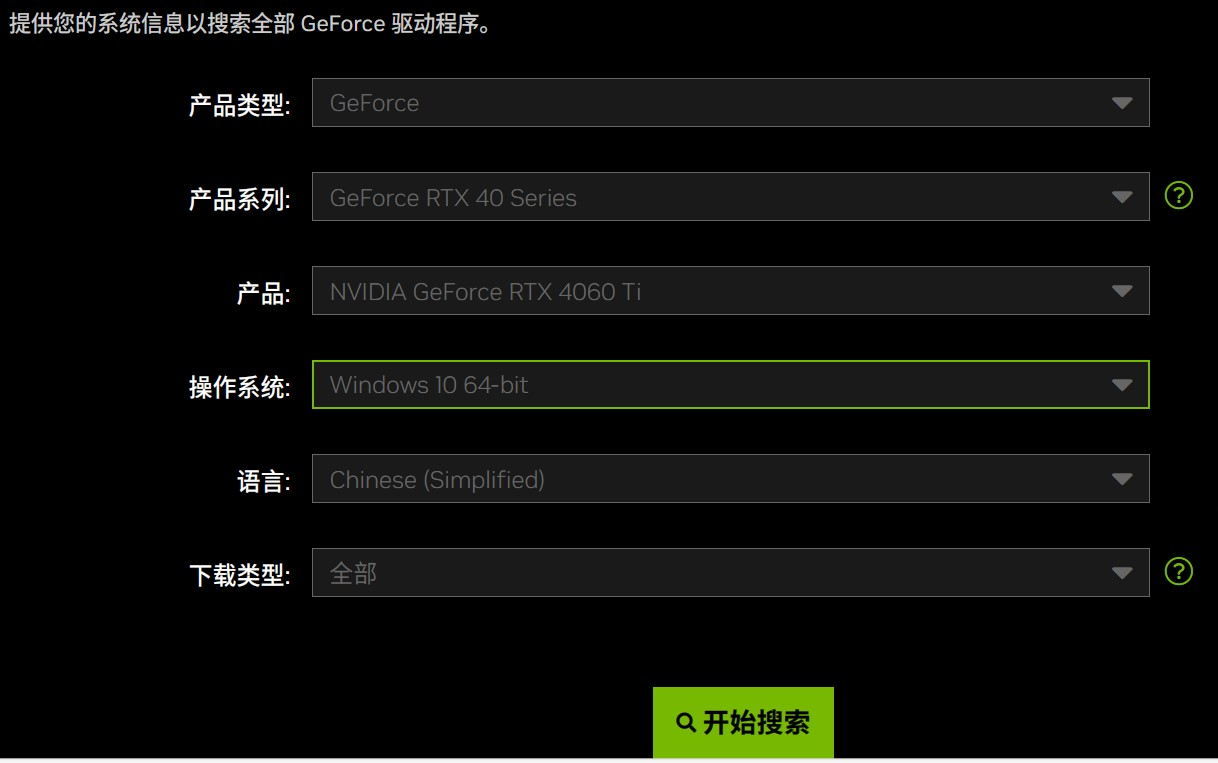 提供您的系统信息以搜索全部 GeForce 驱动程序。
产品类型: GeForce
产品系列: GeForce RTX 40 Series ?
产品: NVIDIA GeForce RTX 4060 Ti
操作系统: Windows 10 64-bit
语言: Chinese (Simplified)
下载类型: 全部 ?
开始搜索